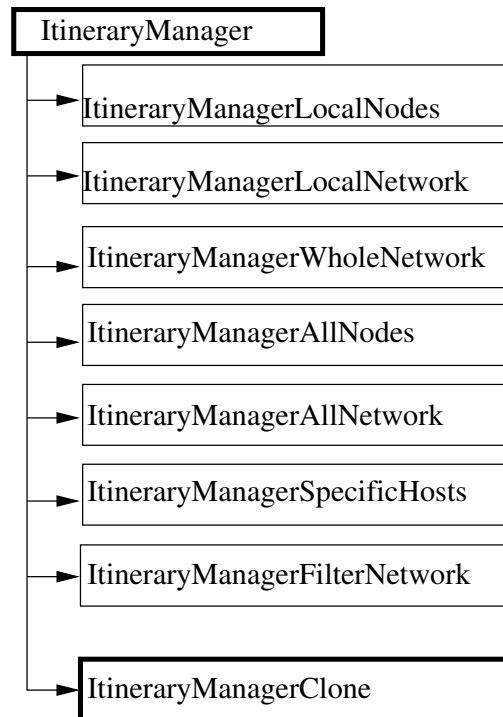 ItineraryManager
ItineraryManagerLocalNodes
ItineraryManagerLocalNetwork
ItineraryManagerWholeNetwork
ItineraryManagerAllNodes
ItineraryManagerAllNetwork
ItineraryManagerSpecificHosts
ItineraryManagerFilterNetwork
ItineraryManagerClone